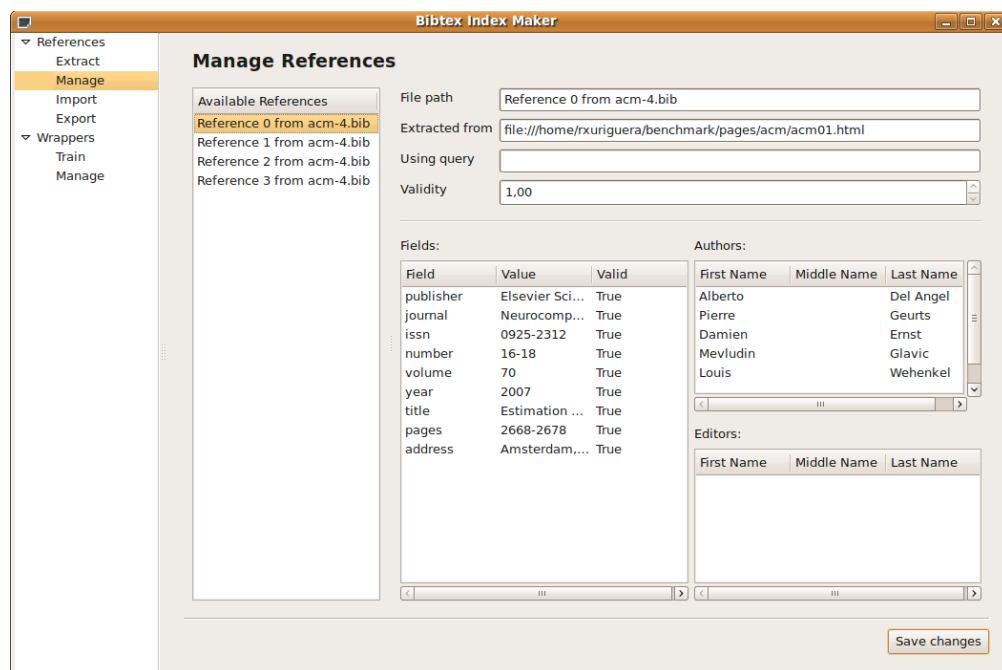 Bibtex Index Maker
References
Extract
Manage
Import
Export
Wrappers
Train
Manage
Manage References
Available References
Reference 0 from acm-4.bib
Reference 1 from acm-4.bib
Reference 2 from acm-4.bib
Reference 3 from acm-4.bib
File path Reference 0 from acm-4.bib
Extracted from file:///home/rxuriguera/benchmark/pages/acm/acm01.html
Using query
Validity 1,00
Fields:
Field Value Valid
publisher Elsevier Sci... True
journal Neurocomp... True
issn 0925-2312 True
number 16-18 True
volume 70 True
year 2007 True
title Estimation ... True
pages 2668-2678 True
address Amsterdam,... True
Authors:
First Name Middle Name Last Name
Alberto Del Angel
Pierre Geurts
Damien Ernst
Mevludin Glavic
Louis Wehenkel
Editors:
First Name Middle Name Last Name
Save changes